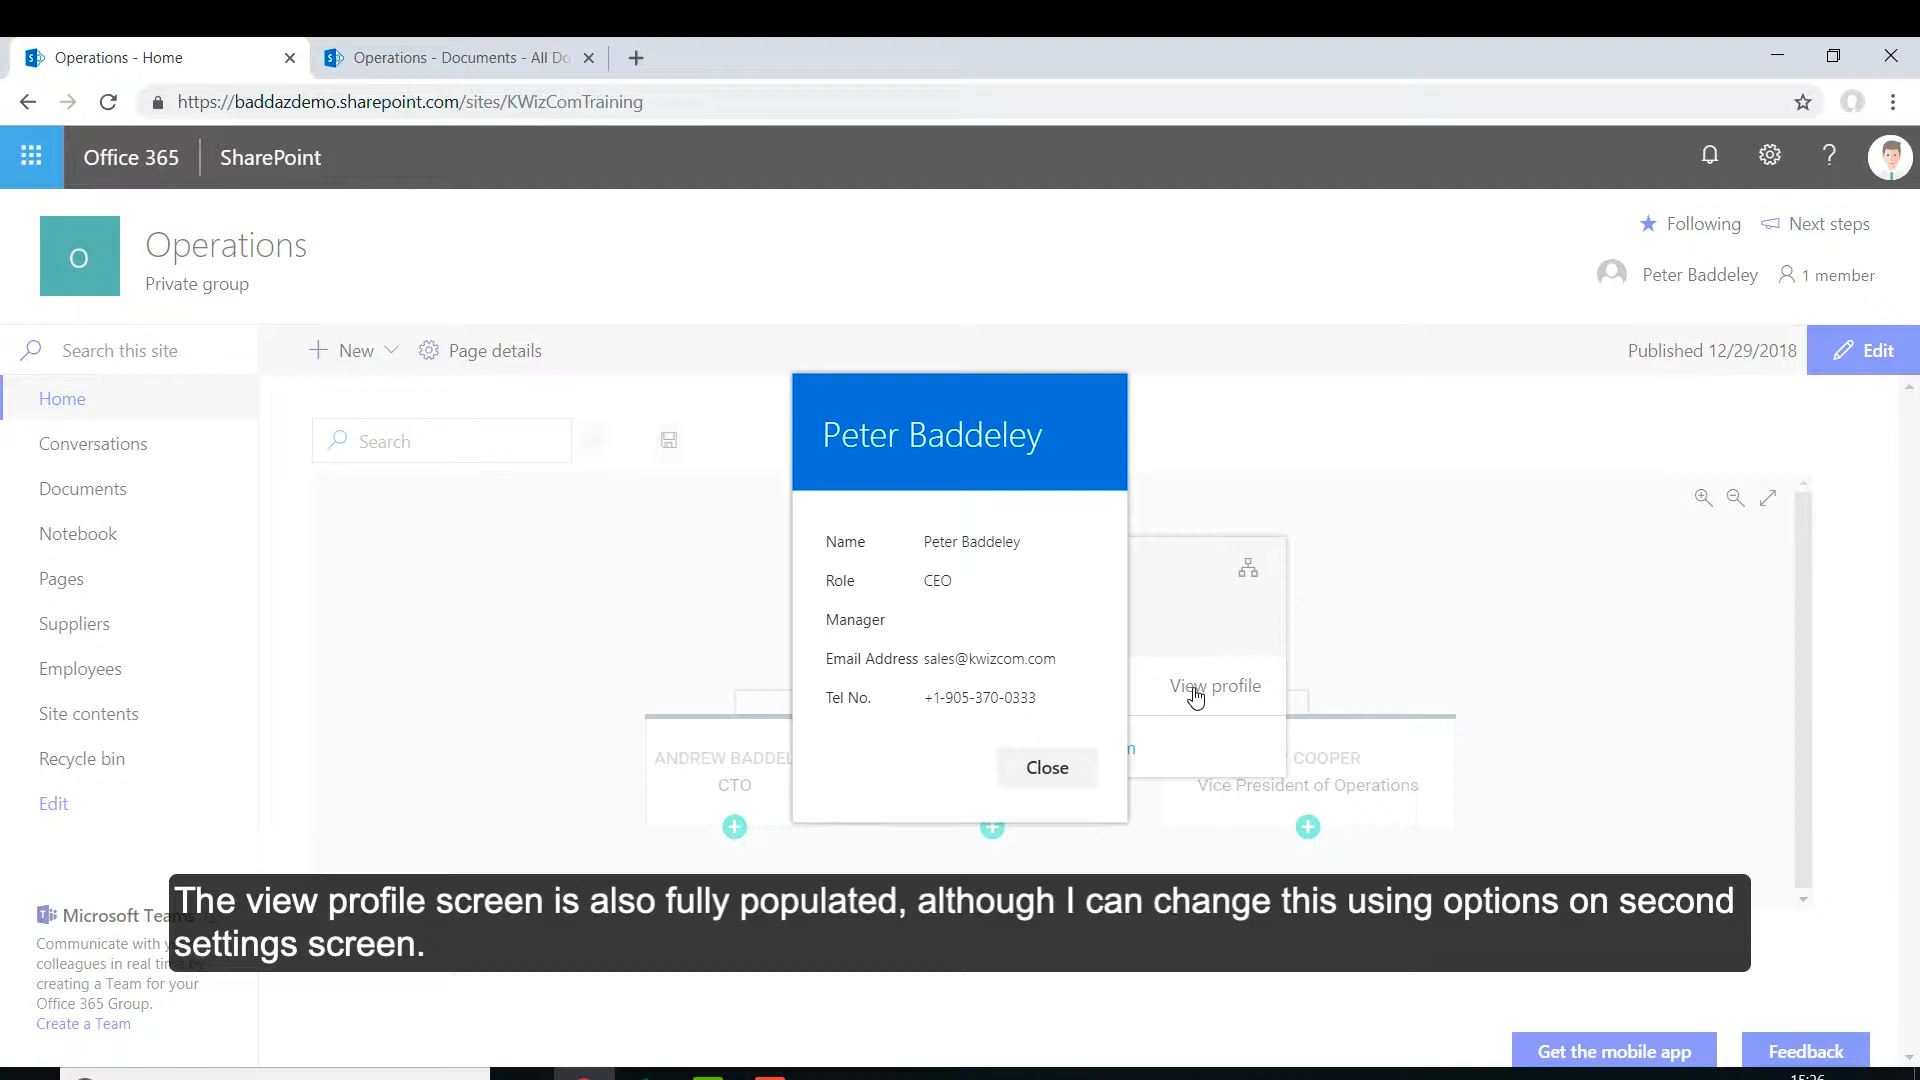 Operations - Home
Operations - Documents - All Do
https://baddazdemo.sharepoint.com/sites/KWizComTraining
Office 365
SharePoint
O
Operations
Private group
Following
Next steps
Peter Baddeley
1 member
Search this site
New
Page details
Published 12/29/2018
Edit
Home
Conversations
Documents
Notebook
Pages
Suppliers
Employees
Site contents
Recycle bin
Edit
Search
Peter Baddeley
Name Peter Baddeley
Role CEO
Manager
Email Address sales@kwizcom.com
Tel No. +1-905-370-0333
Close
View profile
ANDREW BADDEL
CTO
COOPER
Vice President of Operations
The view profile screen is also fully populated, although I can change this using options on second
settings screen.
Microsoft Teams
Communicate with
colleagues in real time
creating a Team for your
Office 365 Group.
Create a Team
Get the mobile app
Feedback